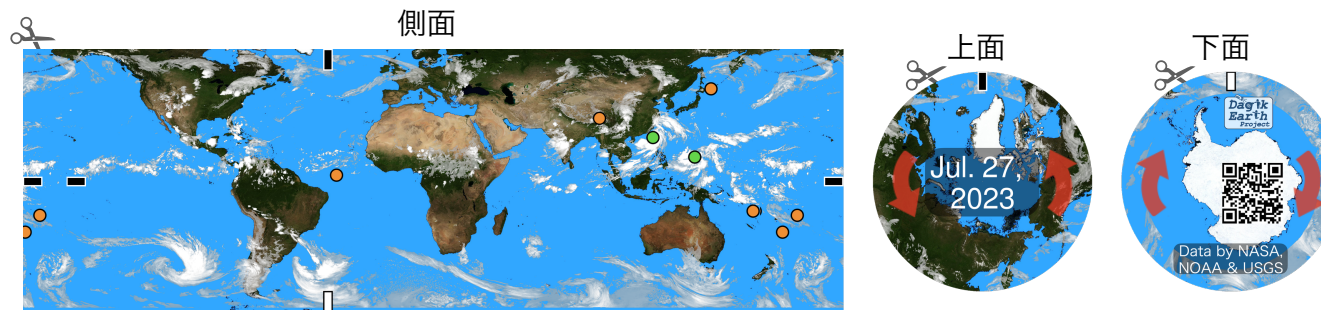 側面
上面
下面
Jul. 27,
2023
Dagik
Earth
Project
Data by NASA,
NOAA & USGS